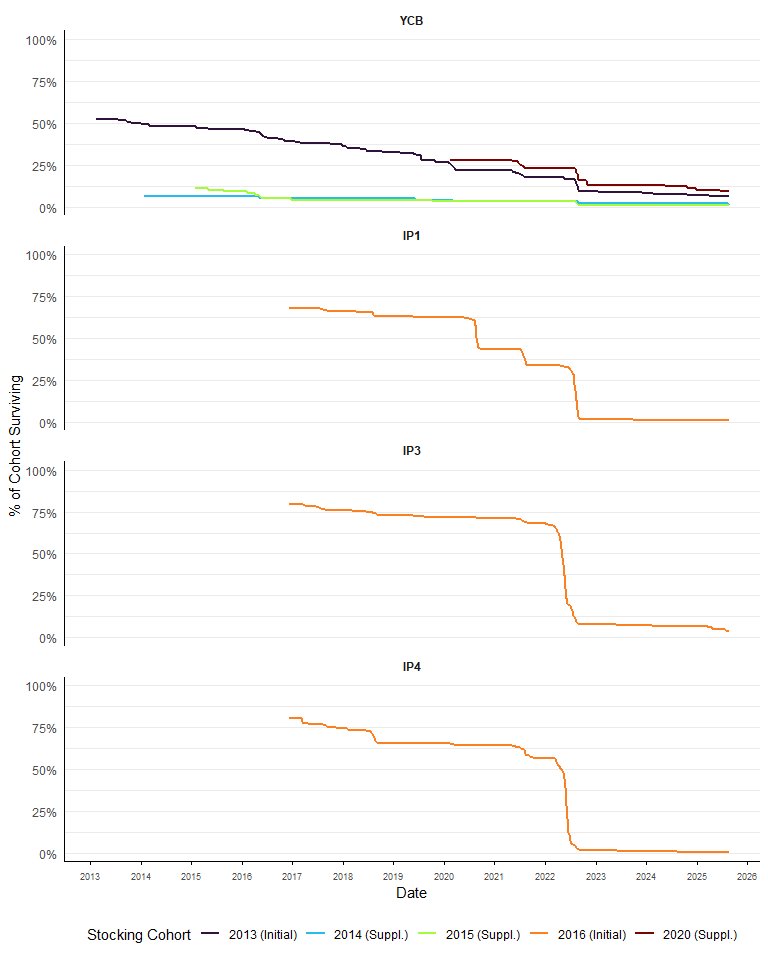 YCB
100%
75%
50%
25%
0%
IP1
100%
75%
50%
25%
0%
IP3
100%
75%
50%
25%
0%
IP4
100%
75%
50%
25%
0%
% of Cohort Surviving
2013 2014 2015 2016 2017 2018 2019 2020 2021 2022 2023 2024 2025 2026
Date
Stocking Cohort 2013 (Initial) 2014 (Suppl.) 2015 (Suppl.) 2016 (Initial) 2020 (Suppl.)